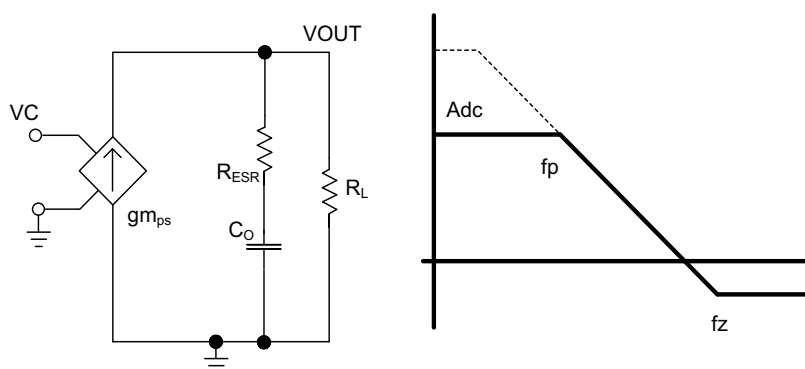 VOUT
VC
Adc
R_ESR
fp
R_L
gm_ps
C_O
fz